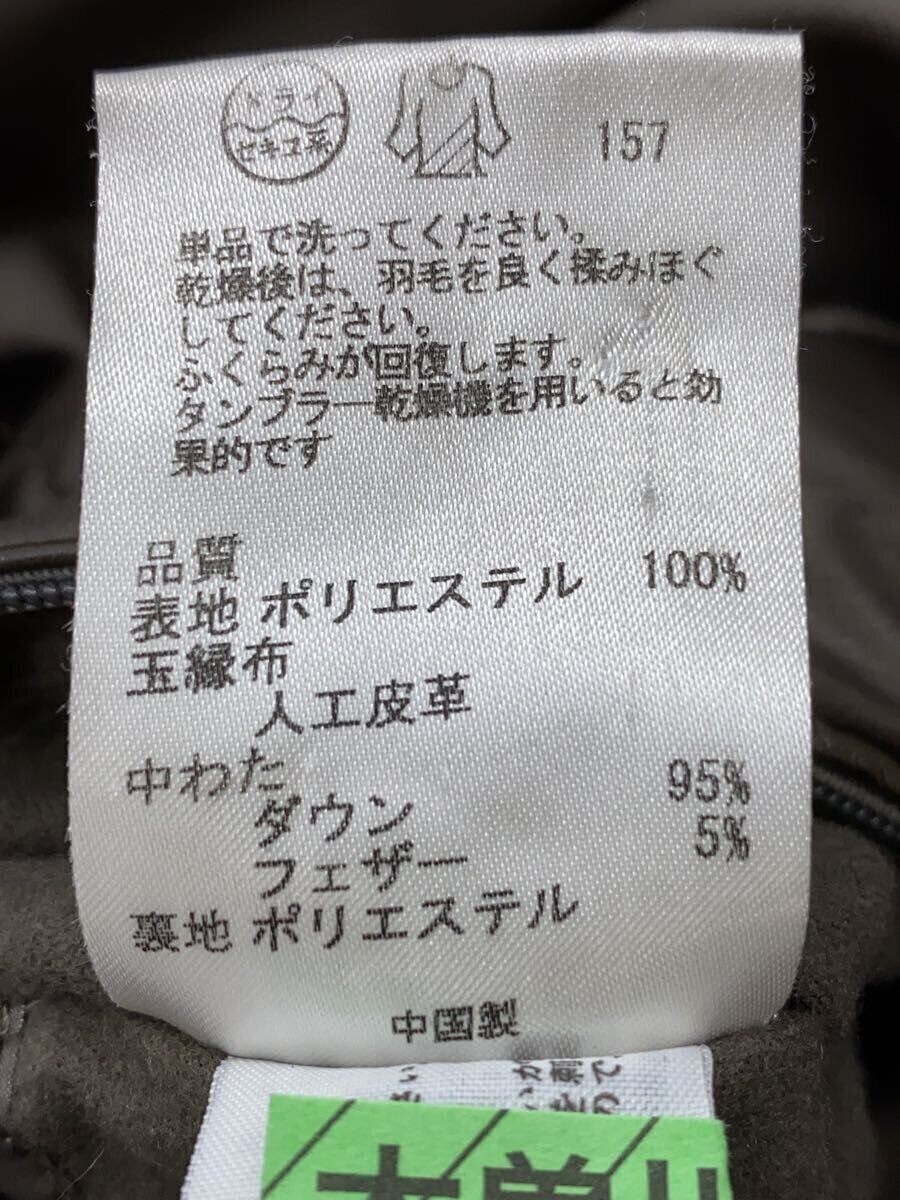 ドライ
セキユ系
157
単品で洗ってください。
乾燥後は、羽毛を良く揉みほぐ
してください。
ふくらみが回復します。
タンブラー乾燥機を用いると効
果的です
品質
表地 ポリエステル 100%
玉縁布
人工皮革
中わた
ダウン 95%
フェザー 5%
裏地 ポリエステル
中国製